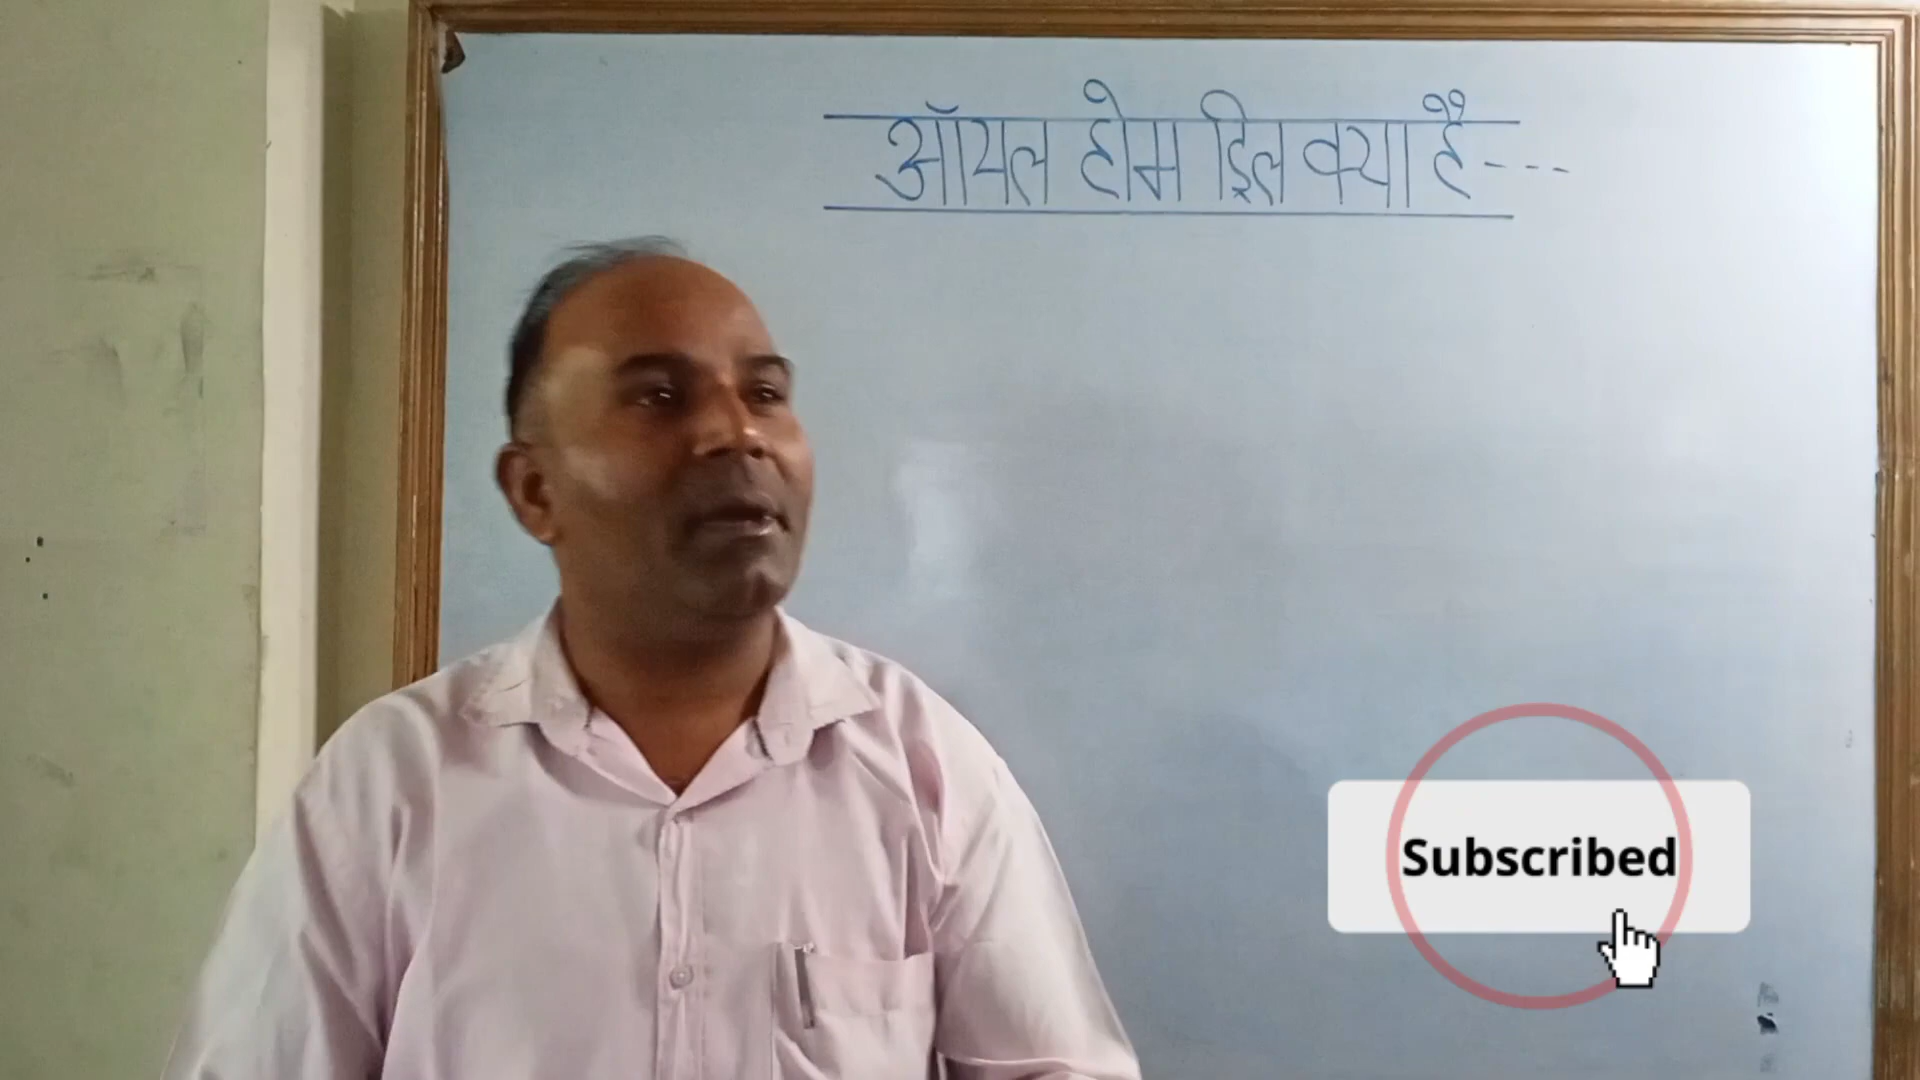 ऑयल होम ड्रिल क्या है---
Subscribed